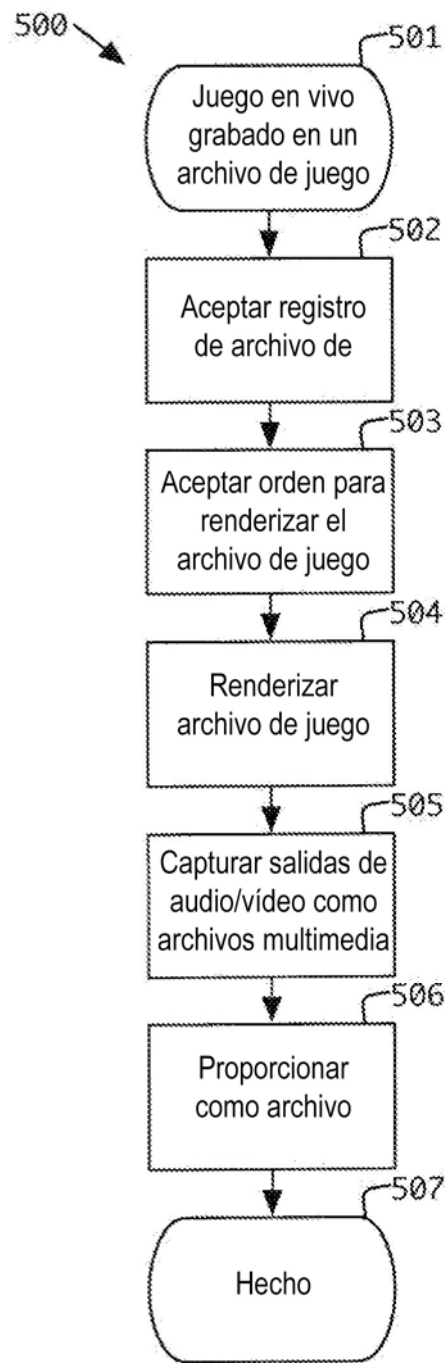 500
501
Juego en vivo
grabado en un
archivo de juego
502
Aceptar registro
de archivo de
503
Aceptar orden para
renderizar el
archivo de juego
504
Renderizar
archivo de juego
505
Capturar salidas de
audio/vídeo como
archivos multimedia
506
Proporcionar
como archivo
507
Hecho